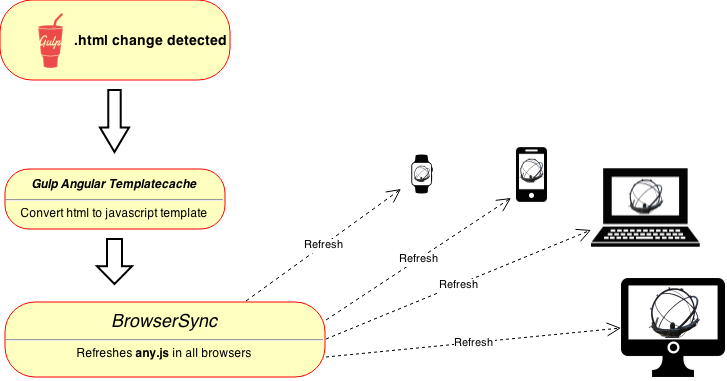 Gulp
.html change detected
Gulp Angular Templatecache
Convert html to javascript template
BrowserSync
Refreshes any.js in all browsers
Refresh
Refresh
Refresh
Refresh